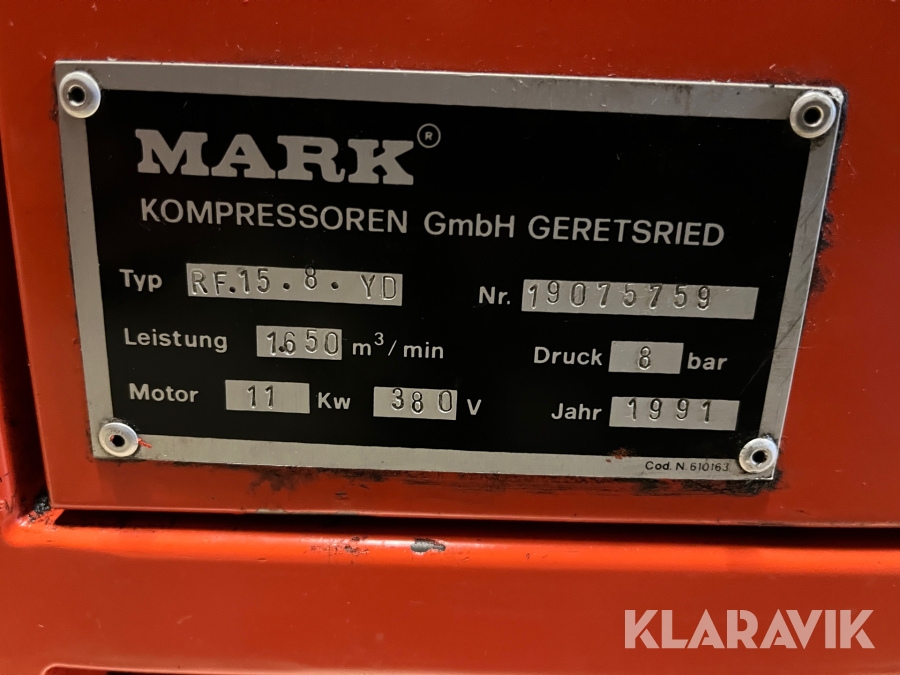 MARK®
KOMPRESSOREN GmbH GERETSRIED
Typ RF.15.8.YD Nr. 19075759
Leistung 1.650 m³/min Druck 8 bar
Motor 11 Kw 380 V Jahr 1991
Cod. N. 610163
KLARAVIK